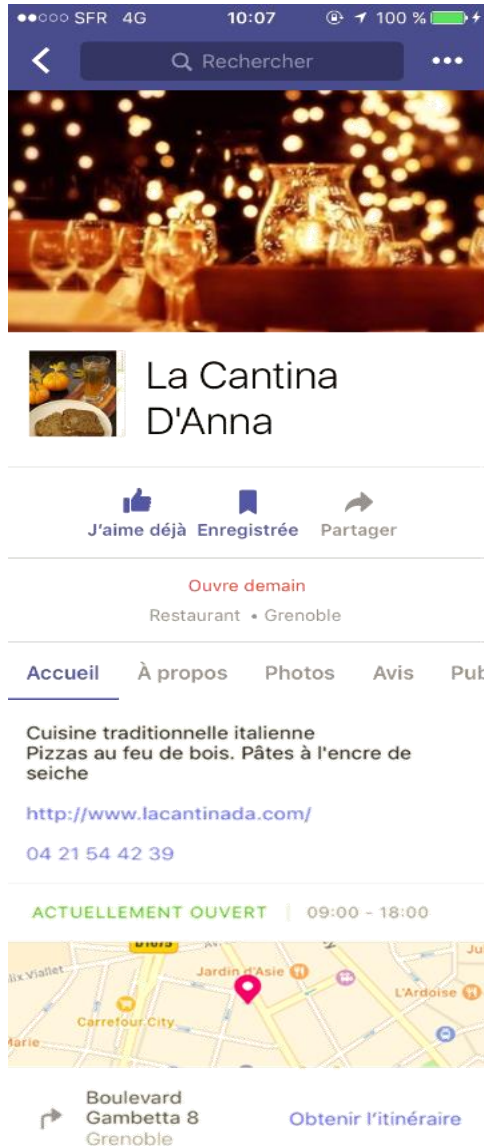 SFR 4G 10:07 100 %
Rechercher
La Cantina
D'Anna
J'aime déjà Enregistrée Partager
Ouvre demain
Restaurant • Grenoble
Accueil À propos Photos Avis Pub
Cuisine traditionnelle italienne
Pizzas au feu de bois. Pâtes à l'encre de
seiche
http://www.lacantinada.com/
04 21 54 42 39
ACTUELLEMENT OUVERT 09:00 - 18:00
D1075
Jardin d'Asie
L'Ardoise
Carrefour City
Boulevard
Gambetta 8
Grenoble
Obtenir l'itinéraire